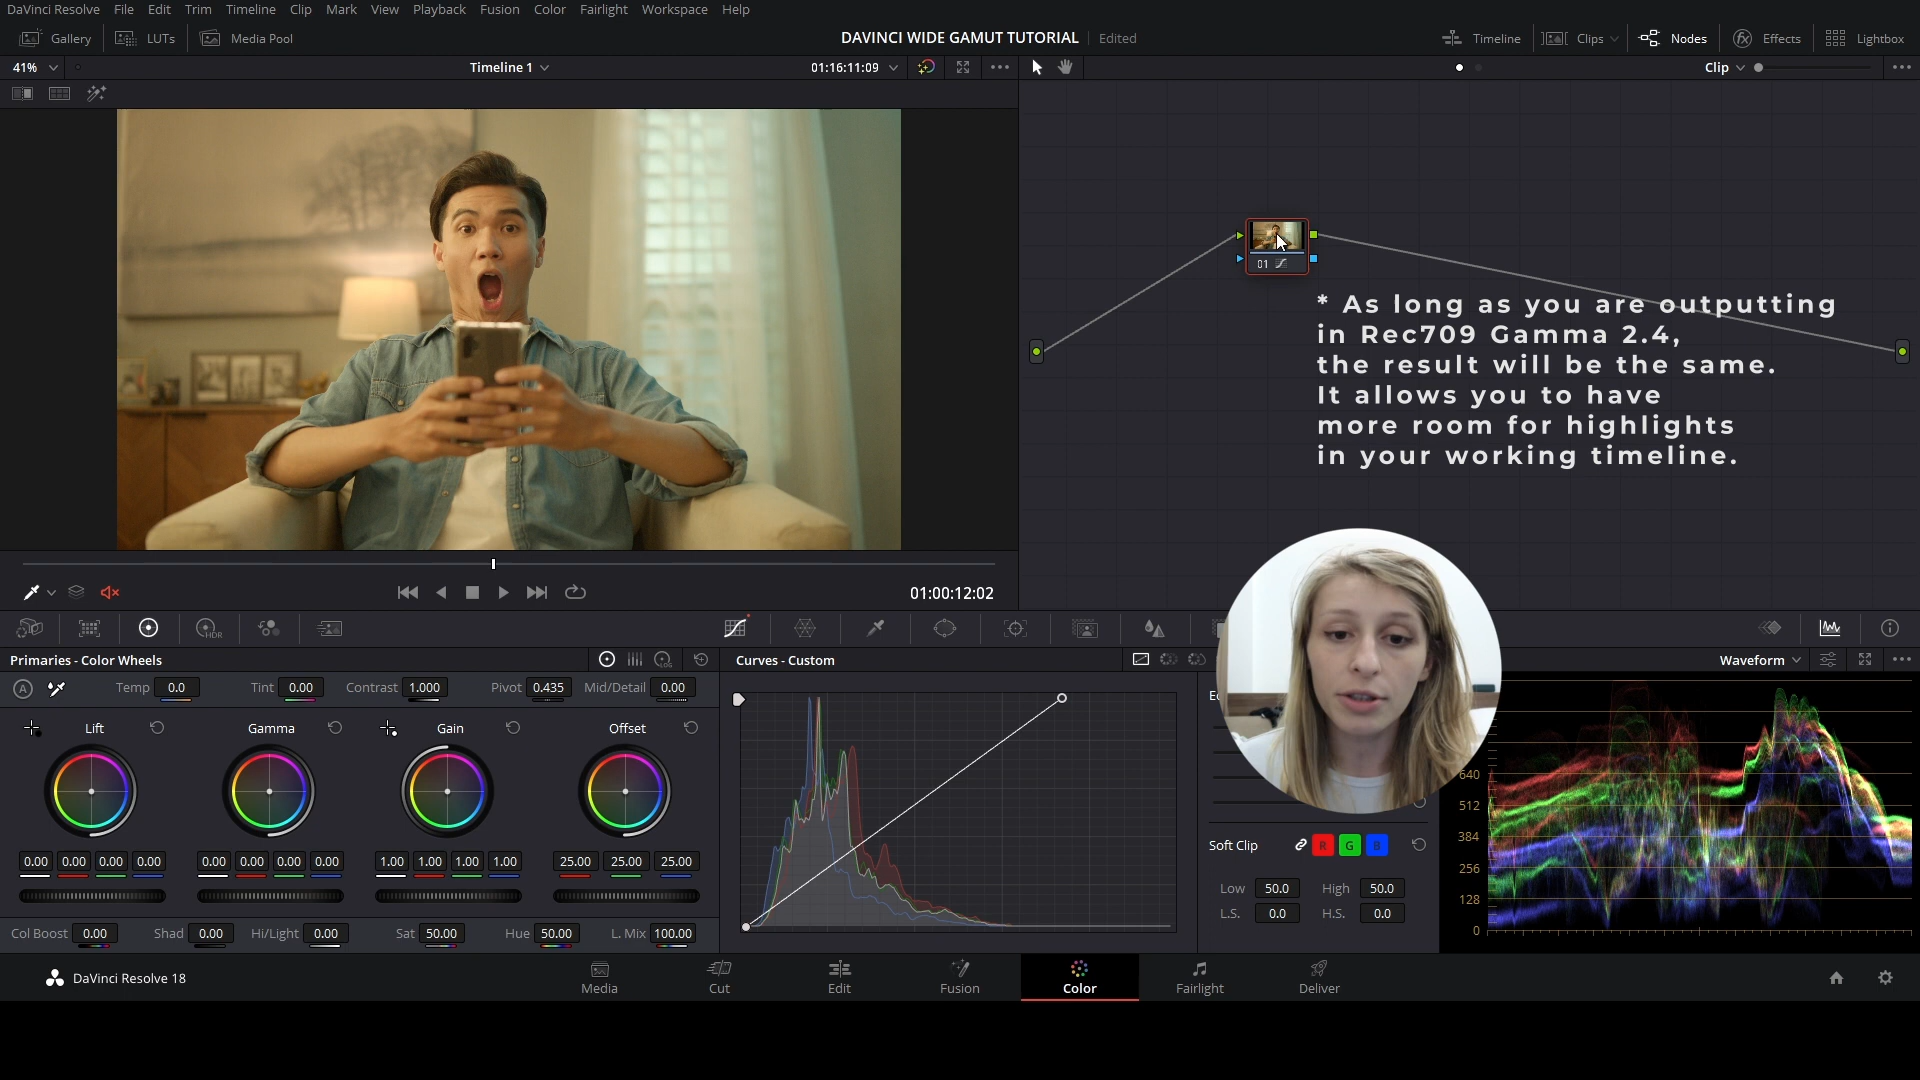 DaVinci Resolve File Edit Trim Timeline Clip Mark View Playback Fusion Color Fairlight Workspace Help
Gallery LUTs Media Pool DAVINCI WIDE GAMUT TUTORIAL Edited Timeline Clips Nodes fx Effects Lightbox
41% Timeline 1 01:16:11:09 Clip
01
* As long as you are outputting
in Rec709 Gamma 2.4,
the result will be the same.
It allows you to have
more room for highlights
in your working timeline.
01:00:12:02
HDR
Primaries - Color Wheels LOG Curves - Custom Waveform
A Temp 0.0 Tint 0.00 Contrast 1.000 Pivot 0.435 Mid/Detail 0.00
Lift Gamma Gain Offset
640
512
384
256
128
0
Soft Clip R G B
0.00 0.00 0.00 0.00 0.00 0.00 0.00 0.00 1.00 1.00 1.00 1.00 25.00 25.00 25.00
Low 50.0 High 50.0
L.S. 0.0 H.S. 0.0
Col Boost 0.00 Shad 0.00 Hi/Light 0.00 Sat 50.00 Hue 50.00 L. Mix 100.00
DaVinci Resolve 18 Media Cut Edit Fusion Color Fairlight Deliver